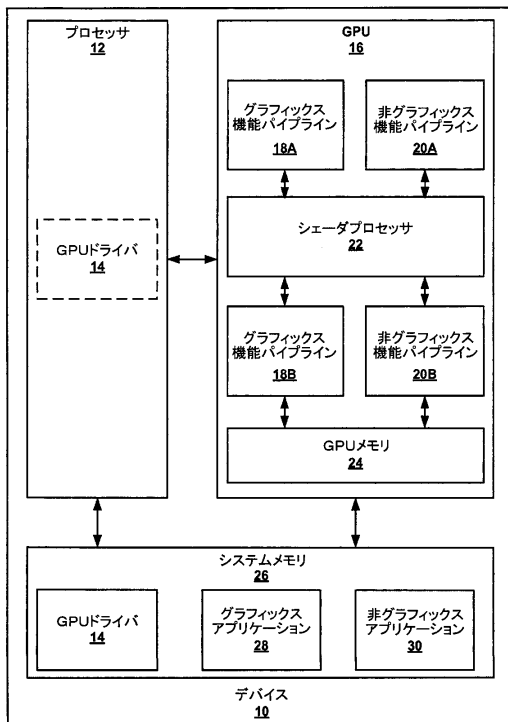 プロセッサ
12
GPUドライバ
14
GPU
16
グラフィックス
機能パイプライン
18A
非グラフィックス
機能パイプライン
20A
シェーダプロセッサ
22
グラフィックス
機能パイプライン
18B
非グラフィックス
機能パイプライン
20B
GPUメモリ
24
システムメモリ
26
GPUドライバ
14
グラフィックス
アプリケーション
28
非グラフィックス
アプリケーション
30
デバイス
10